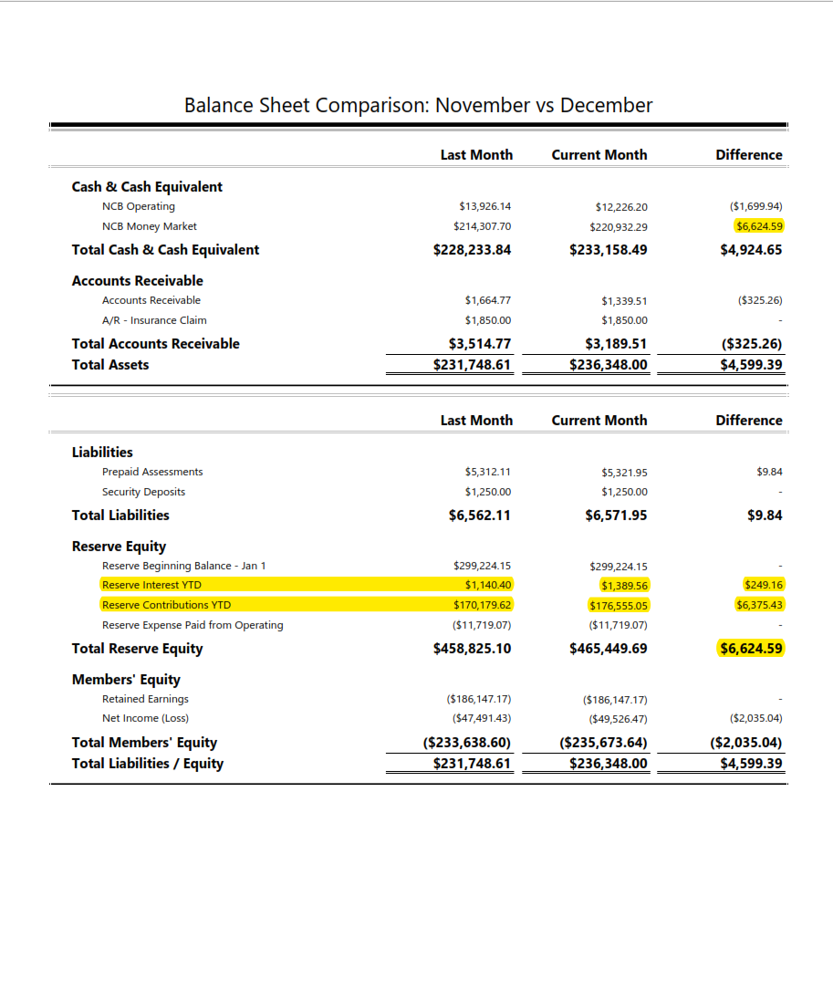 Balance Sheet Comparison: November vs December
Last Month Current Month Difference
Cash & Cash Equivalent
NCB Operating $13,926.14 $12,226.20 ($1,699.94)
NCB Money Market $214,307.70 $220,932.29 $6,624.59
Total Cash & Cash Equivalent $228,233.84 $233,158.49 $4,924.65
Accounts Receivable
Accounts Receivable $1,664.77 $1,339.51 ($325.26)
A/R - Insurance Claim $1,850.00 $1,850.00 -
Total Accounts Receivable $3,514.77 $3,189.51 ($325.26)
Total Assets $231,748.61 $236,348.00 $4,599.39
Last Month Current Month Difference
Liabilities
Prepaid Assessments $5,312.11 $5,321.95 $9.84
Security Deposits $1,250.00 $1,250.00 -
Total Liabilities $6,562.11 $6,571.95 $9.84
Reserve Equity
Reserve Beginning Balance - Jan 1 $299,224.15 $299,224.15 -
Reserve Interest YTD $1,140.40 $1,389.56 $249.16
Reserve Contributions YTD $170,179.62 $176,555.05 $6,375.43
Reserve Expense Paid from Operating ($11,719.07) ($11,719.07) -
Total Reserve Equity $458,825.10 $465,449.69 $6,624.59
Members' Equity
Retained Earnings ($186,147.17) ($186,147.17) -
Net Income (Loss) ($47,491.43) ($49,526.47) ($2,035.04)
Total Members' Equity ($233,638.60) ($235,673.64) ($2,035.04)
Total Liabilities / Equity $231,748.61 $236,348.00 $4,599.39